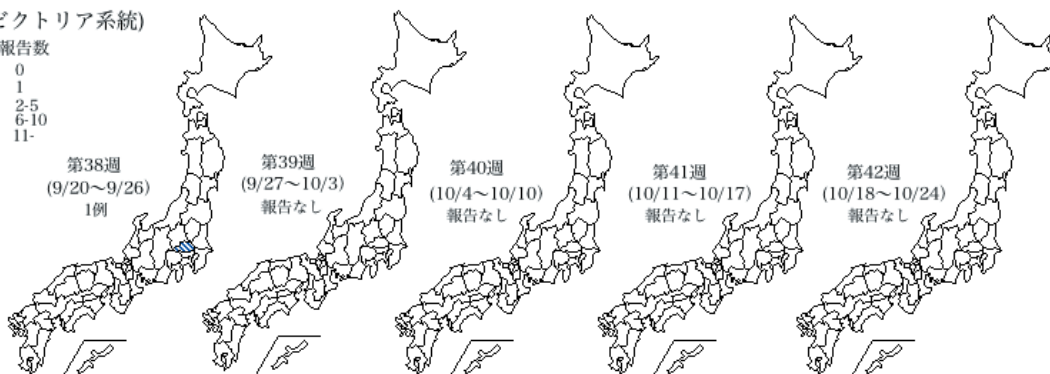 ビクトリア系統)
報告数
0
1
2-5
6-10
11-
第38週
(9/20～9/26)
1例
第39週
(9/27～10/3)
報告なし
第40週
(10/4～10/10)
報告なし
第41週
(10/11～10/17)
報告なし
第42週
(10/18～10/24)
報告なし